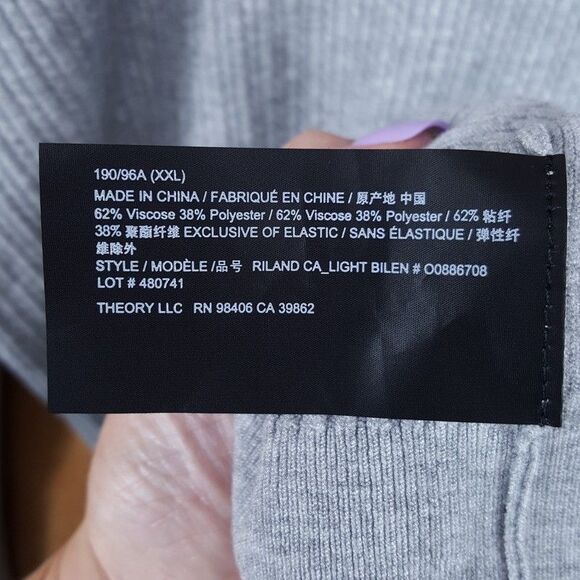 190/96A (XXL)
MADE IN CHINA / FABRIQUÉ EN CHINE / 原产地 中国
62% Viscose 38% Polyester / 62% Viscose 38% Polyester / 62% 粘纤
38% 聚酯纤维 EXCLUSIVE OF ELASTIC / SANS ÉLASTIQUE / 弹性纤
维除外
STYLE / MODÈLE /品号 RILAND CA_LIGHT BILEN # O0886708
LOT # 480741
THEORY LLC RN 98406 CA 39862